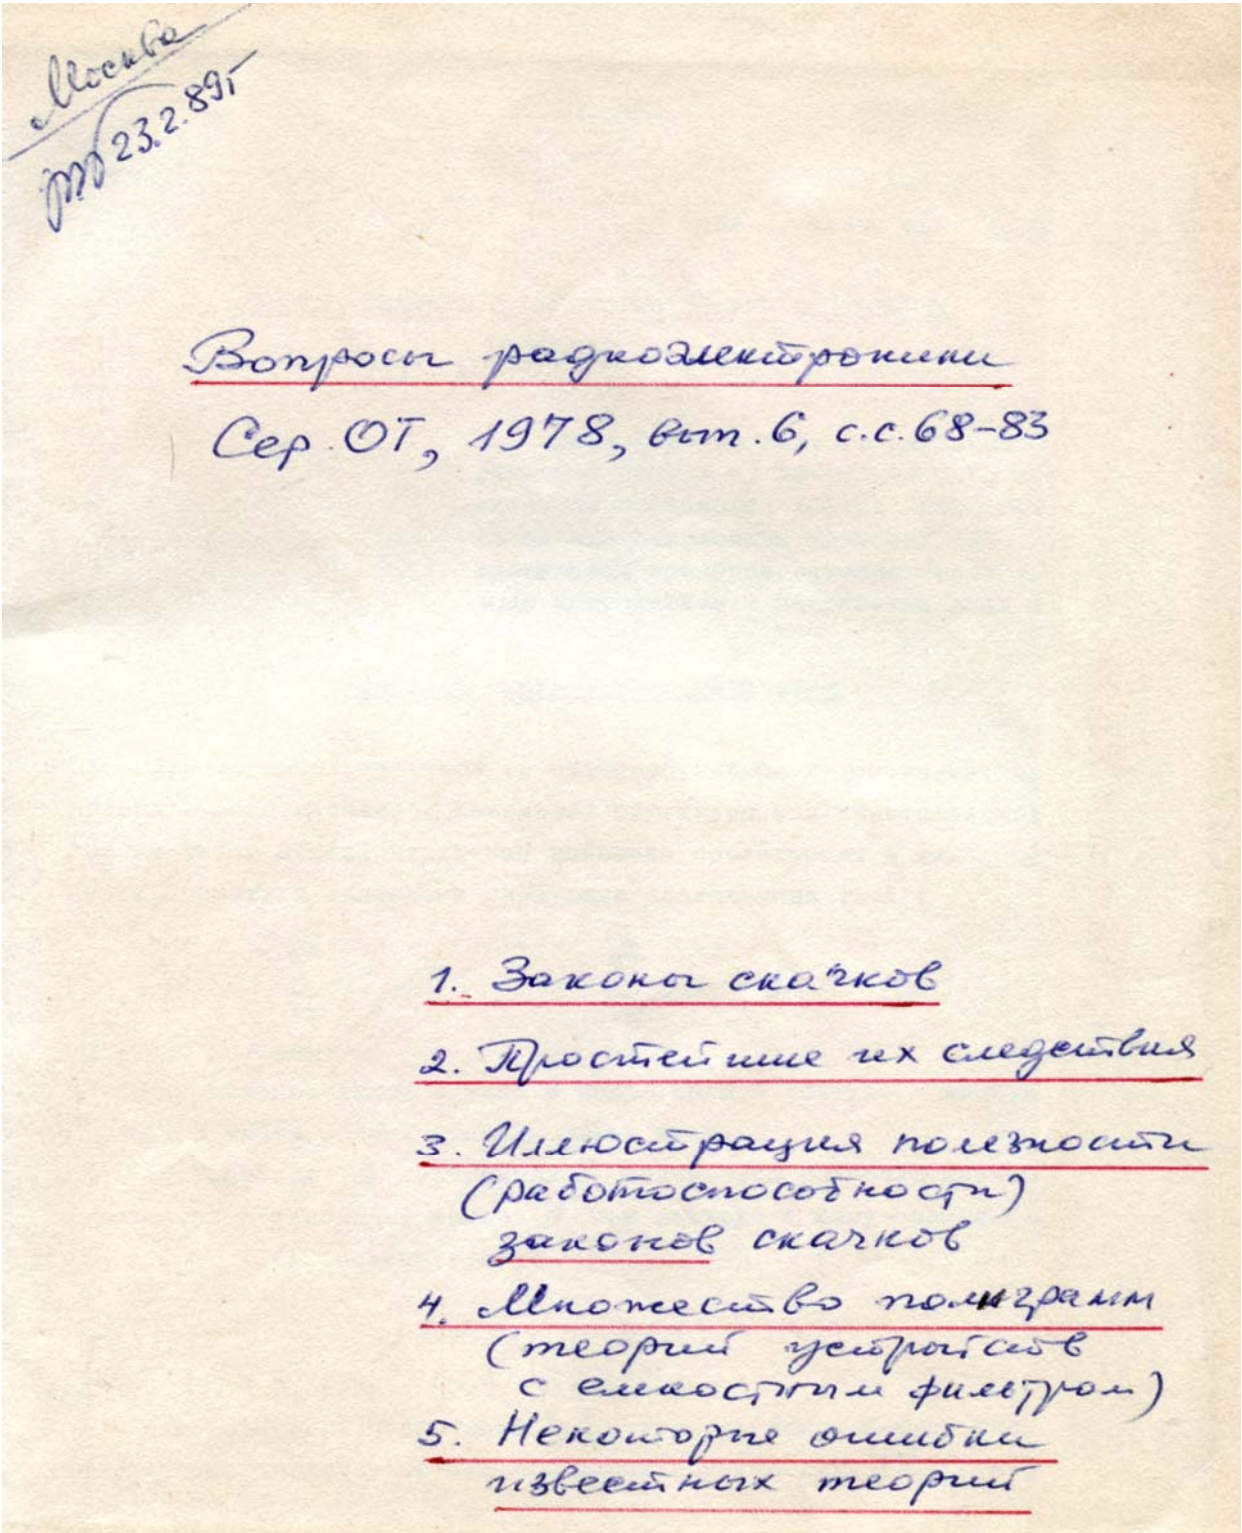 Москва
23.2.89г
Вопросы радиоэлектроники
Сер. ОТ, 1978, вып. 6, с.с. 68-83
1. Законы скачков
2. Простейшие их следствия
3. Иллюстрация полезности
(работоспособности)
законов скачков
4. Множество полиграмм
(теорий устройств
с емкостным фильтром)
5. Некоторые ошибки
известных теорий